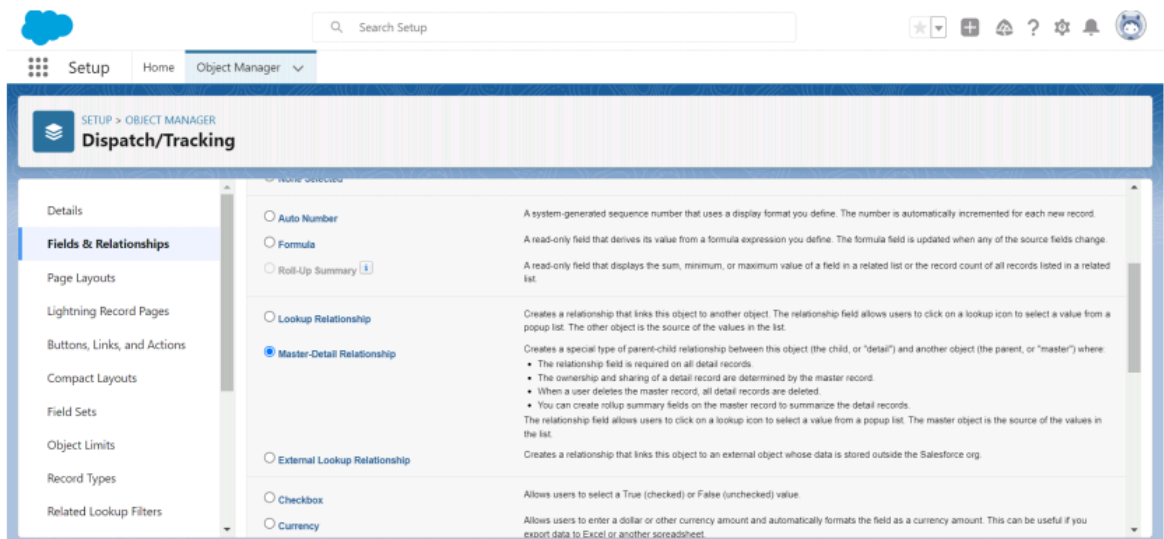 Search Setup
Setup Home Object Manager
SETUP > OBJECT MANAGER
Dispatch/Tracking
Details
Fields & Relationships
Page Layouts
Lightning Record Pages
Buttons, Links, and Actions
Compact Layouts
Field Sets
Object Limits
Record Types
Related Lookup Filters
None Selected
Auto Number
A system-generated sequence number that uses a display format you define. The number is automatically incremented for each new record.
Formula
A read-only field that derives its value from a formula expression you define. The formula field is updated when any of the source fields change.
Roll-Up Summary i
A read-only field that displays the sum, minimum, or maximum value of a field in a related list or the record count of all records listed in a related
list.
Lookup Relationship
Creates a relationship that links this object to another object. The relationship field allows users to click on a lookup icon to select a value from a
popup list. The other object is the source of the values in the list.
Master-Detail Relationship
Creates a special type of parent-child relationship between this object (the child, or "detail") and another object (the parent, or "master") where:
• The relationship field is required on all detail records.
• The ownership and sharing of a detail record are determined by the master record.
• When a user deletes the master record, all detail records are deleted.
• You can create rollup summary fields on the master record to summarize the detail records.
The relationship field allows users to click on a lookup icon to select a value from a popup list. The master object is the source of the values in
the list.
External Lookup Relationship
Creates a relationship that links this object to an external object whose data is stored outside the Salesforce org.
Checkbox
Allows users to select a True (checked) or False (unchecked) value.
Currency
Allows users to enter a dollar or other currency amount and automatically formats the field as a currency amount. This can be useful if you
export data to Excel or another spreadsheet.